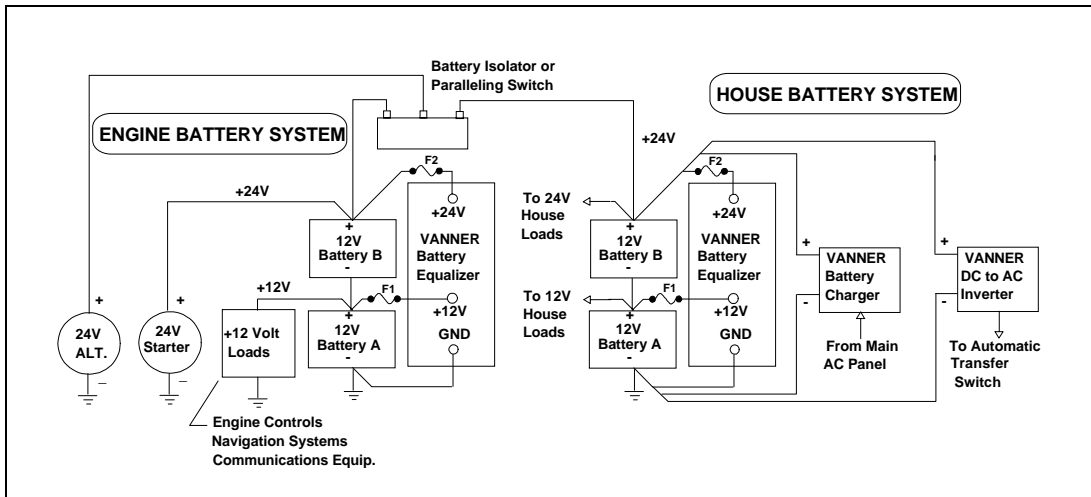 Battery Isolator or
Paralleling Switch
ENGINE BATTERY SYSTEM
HOUSE BATTERY SYSTEM
+24V
+24V
F2
+24V
+
12V
Battery B
-
VANNER
Battery
Equalizer
+12V
F1
+12V
+
12V
Battery A
-
GND
+
24V
ALT.
_
+
24V
Starter
_
+12 Volt
Loads
Engine Controls
Navigation Systems
Communications Equip.
To 24V
House
Loads
F2
+24V
+
12V
Battery B
-
VANNER
Battery
Equalizer
To 12V
House
Loads
F1
+12V
+
12V
Battery A
-
GND
+
VANNER
Battery
Charger
-
From Main
AC Panel
+
VANNER
DC to AC
Inverter
-
To Automatic
Transfer
Switch